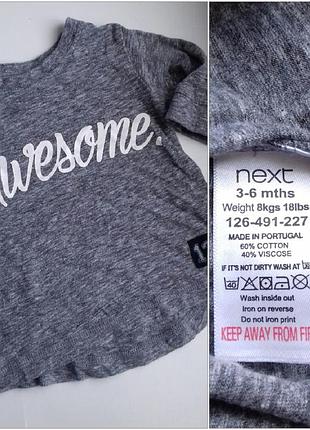 awesome.
next
3-6 mths
Weight 8kgs 18lbs
126-491-227
MADE IN PORTUGAL
60% COTTON
40% VISCOSE
IF IT'S NOT DIRTY WASH AT
40
Wash inside out
Iron on reverse
Do not iron print
KEEP AWAY FROM FIR